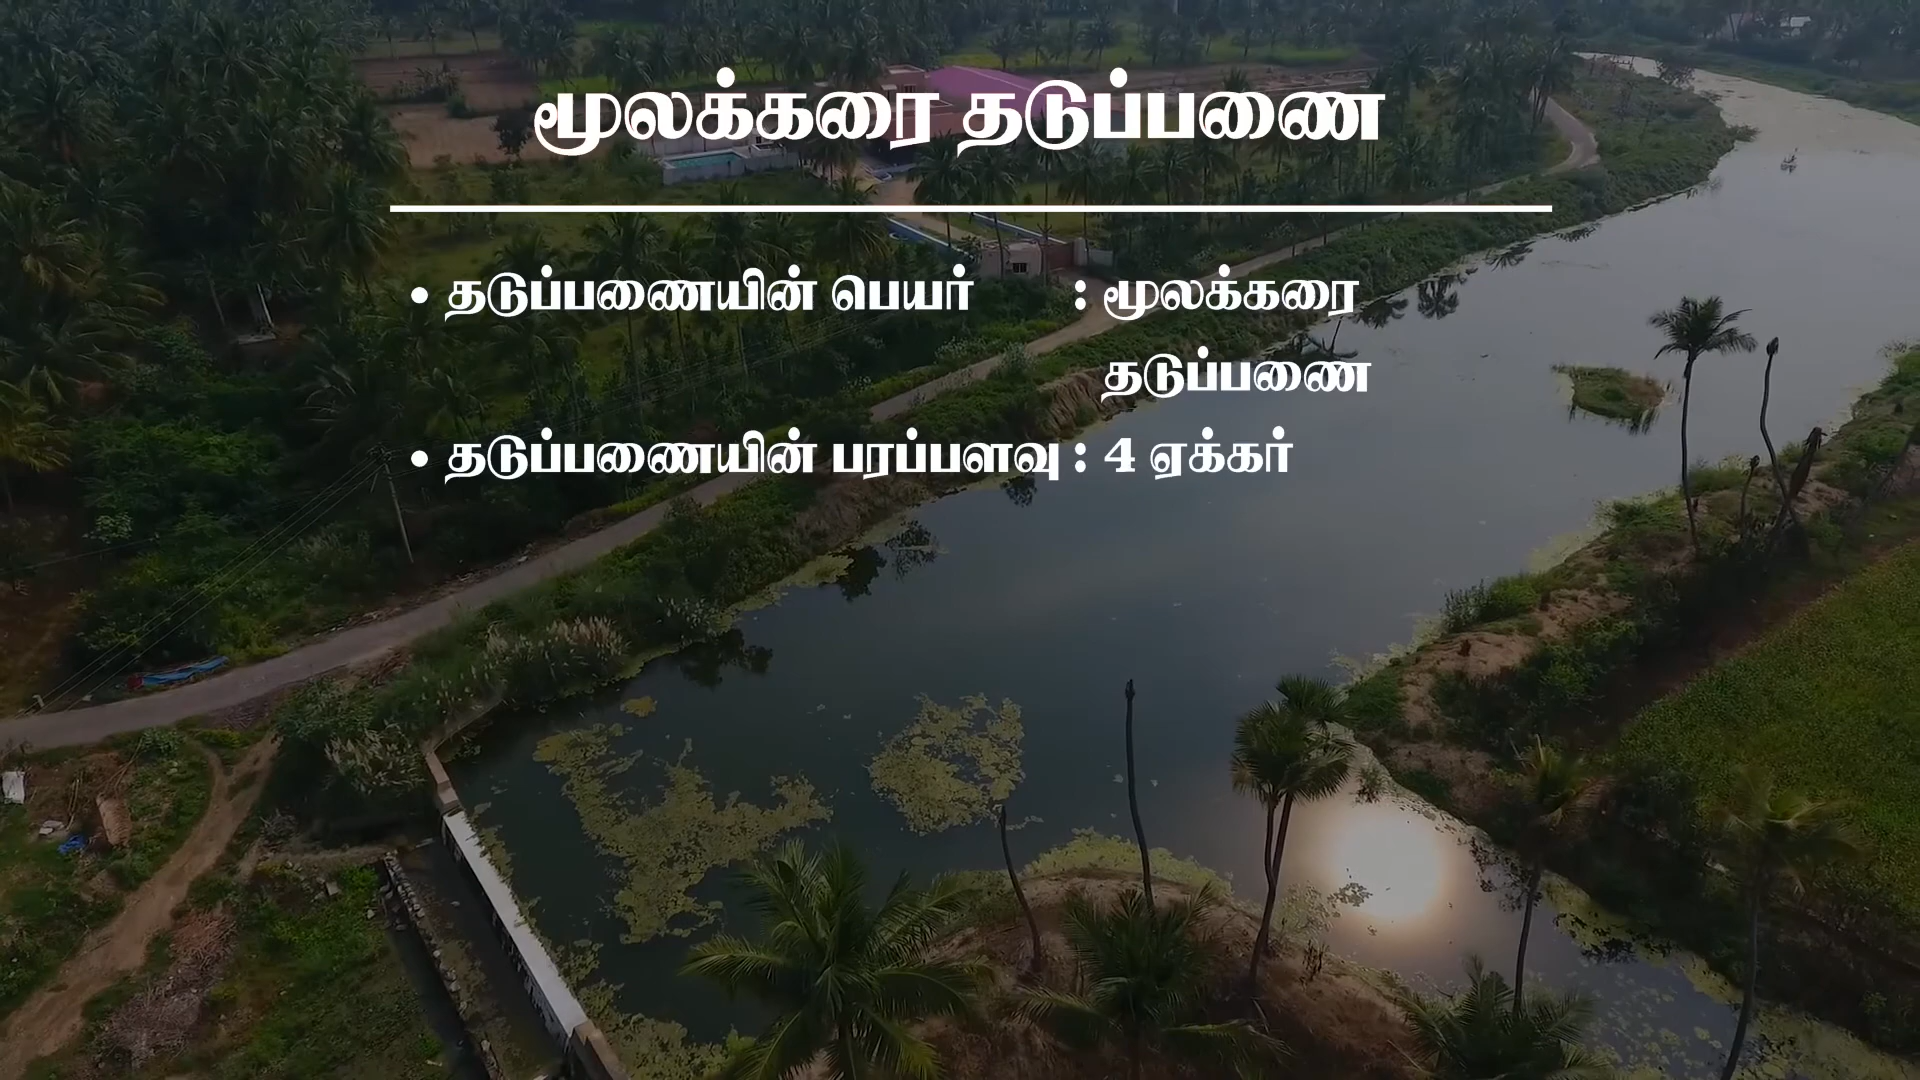 மூலக்கரை தடுப்பணை
• தடுப்பணையின் பெயர் : மூலக்கரை
தடுப்பணை
• தடுப்பணையின் பரப்பளவு : 4 ஏக்கர்